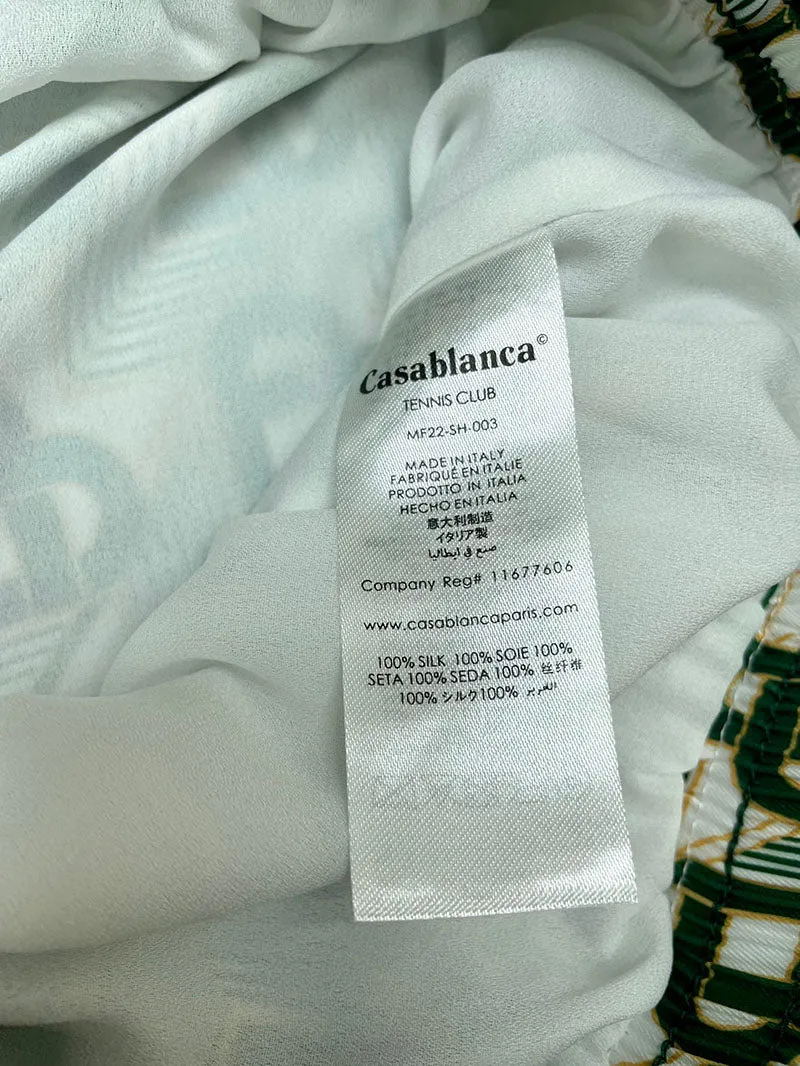 Casablanca©
TENNIS CLUB
MF22-SH-003
MADE IN ITALY
FABRIQUÉ EN ITALIE
PRODOTTO IN ITALIA
HECHO EN ITALIA
意大利制造
イタリア製
صنع في ايطاليا
Company Reg# 11677606
www.casablancaparis.com
100% SILK 100% SOIE 100%
SETA 100% SEDA 100% 丝纤维
100% シルク100% الحرير